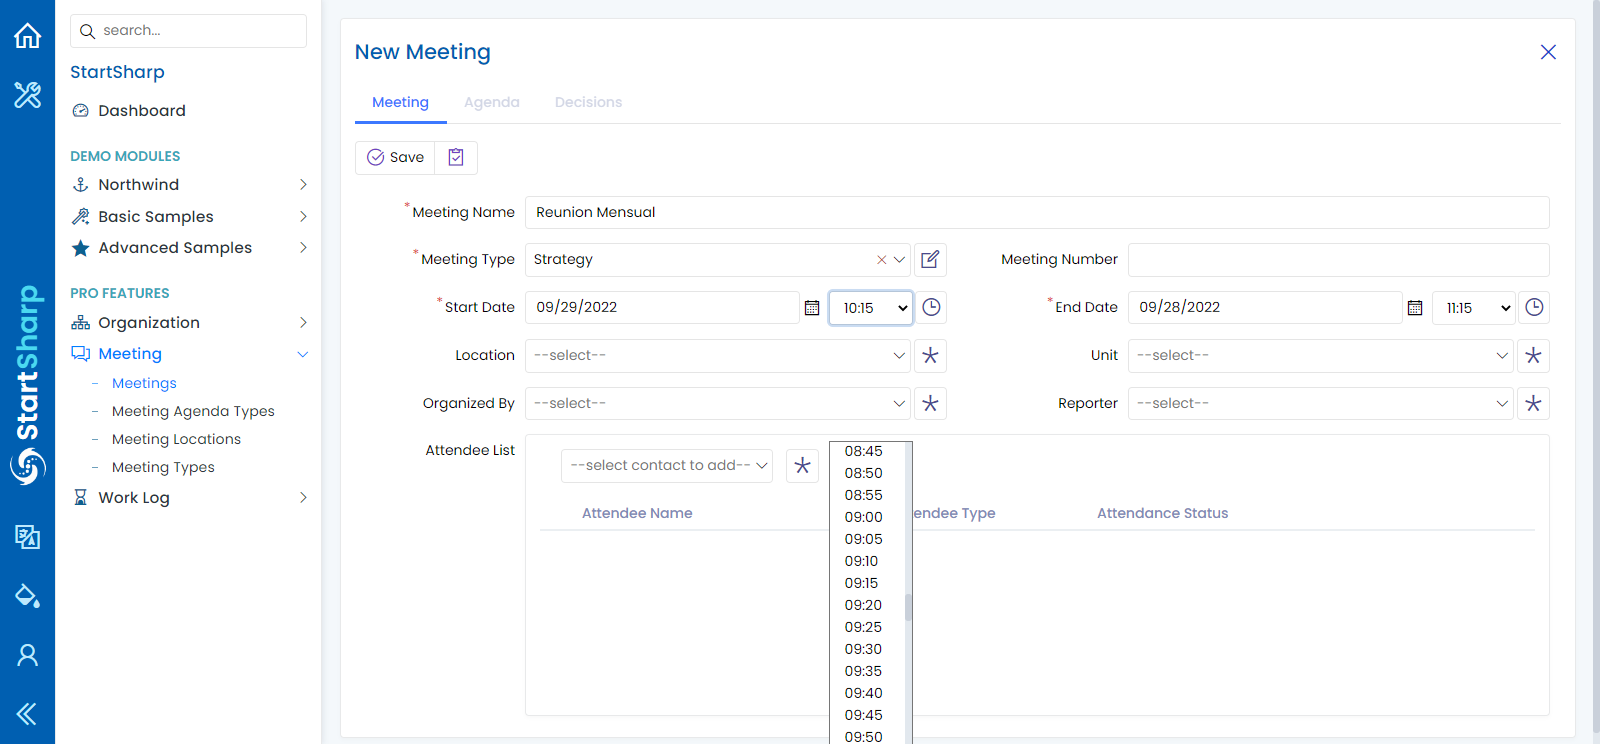 search...
StartSharp
Dashboard
DEMO MODULES
Northwind
Basic Samples
Advanced Samples
PRO FEATURES
Organization
Meeting
- Meetings
- Meeting Agenda Types
- Meeting Locations
- Meeting Types
Work Log
StartSharp
New Meeting
Meeting Agenda Decisions
Save
*Meeting Name Reunion Mensual
*Meeting Type Strategy Meeting Number
*Start Date 09/29/2022 10:15 *End Date 09/28/2022 11:15
Location --select-- Unit --select--
Organized By --select-- Reporter --select--
Attendee List
--select contact to add--
Attendee Name endee Type Attendance Status
08:45
08:50
08:55
09:00
09:05
09:10
09:15
09:20
09:25
09:30
09:35
09:40
09:45
09:50